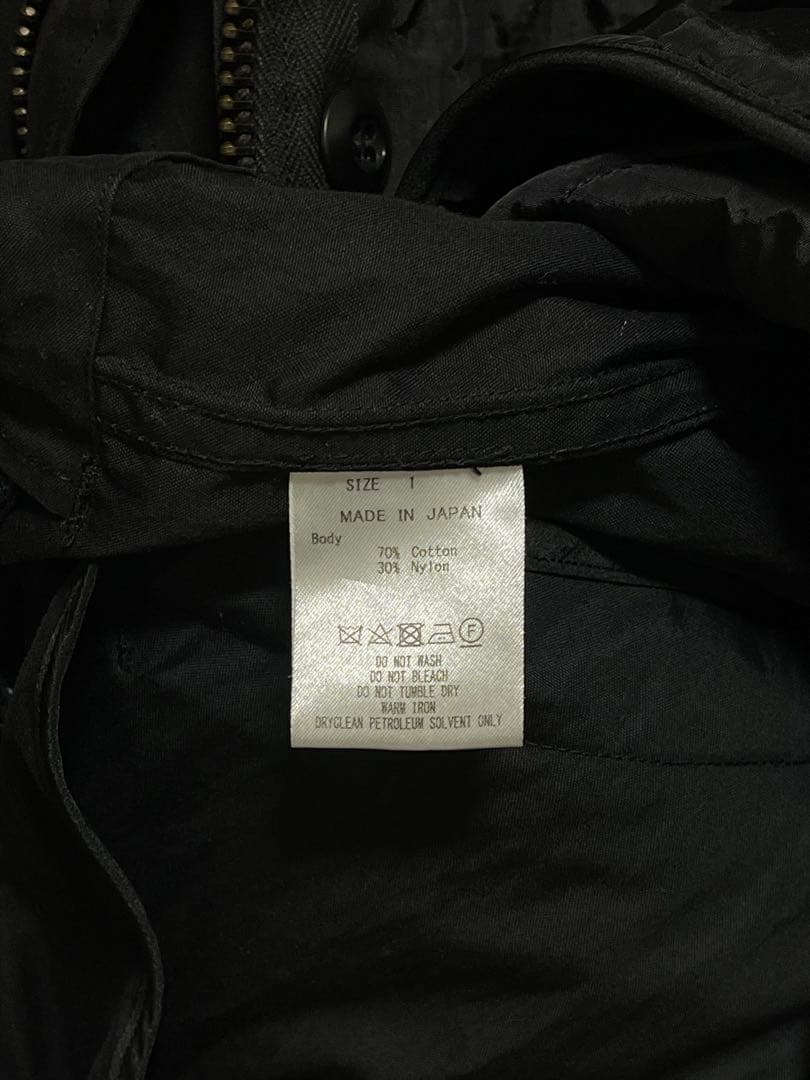 SIZE 1
MADE IN JAPAN
Body
70% Cotton
30% Nylon
F
DO NOT WASH
DO NOT BLEACH
DO NOT TUMBLE DRY
WARM IRON
DRYCLEAN PETROLEUM SOLVENT ONLY